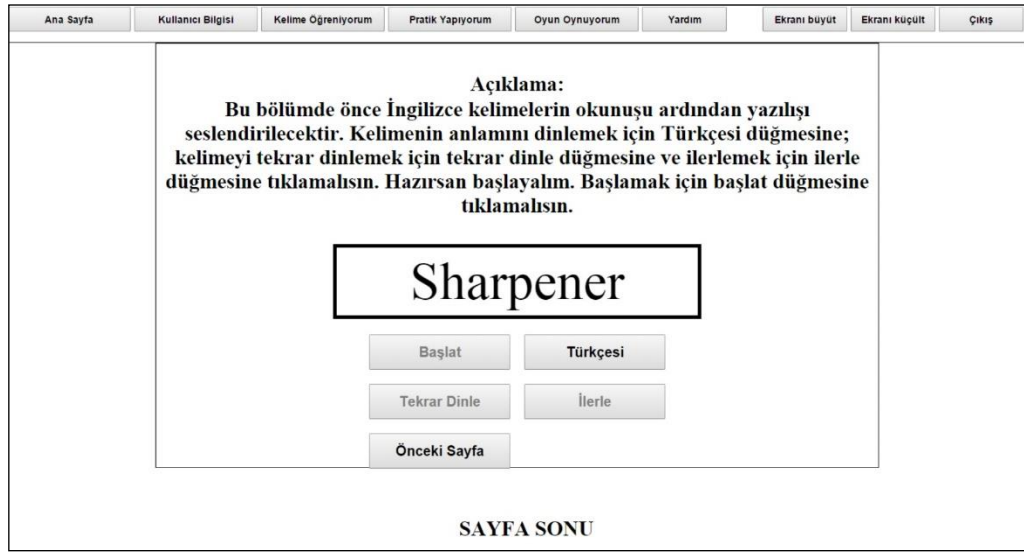 Ana Sayfa Kullanıcı Bilgisi Kelime Öğreniyorum Pratik Yapıyorum Oyun Oynuyorum Yardım Ekranı büyüt Ekranı küçült Çıkış
Açıklama:
Bu bölümde önce İngilizce kelimelerin okunuşu ardından yazılışı
seslendirilecektir. Kelimenin anlamını dinlemek için Türkçesi düğmesine;
kelimeyi tekrar dinlemek için tekrar dinle düğmesine ve ilerlemek için ilerle
düğmesine tıklamalısın. Hazırsan başlayalım. Başlamak için başlat düğmesine
tıklamalısın.
Sharpener
Başlat Türkçesi
Tekrar Dinle İlerle
Önceki Sayfa
SAYFA SONU